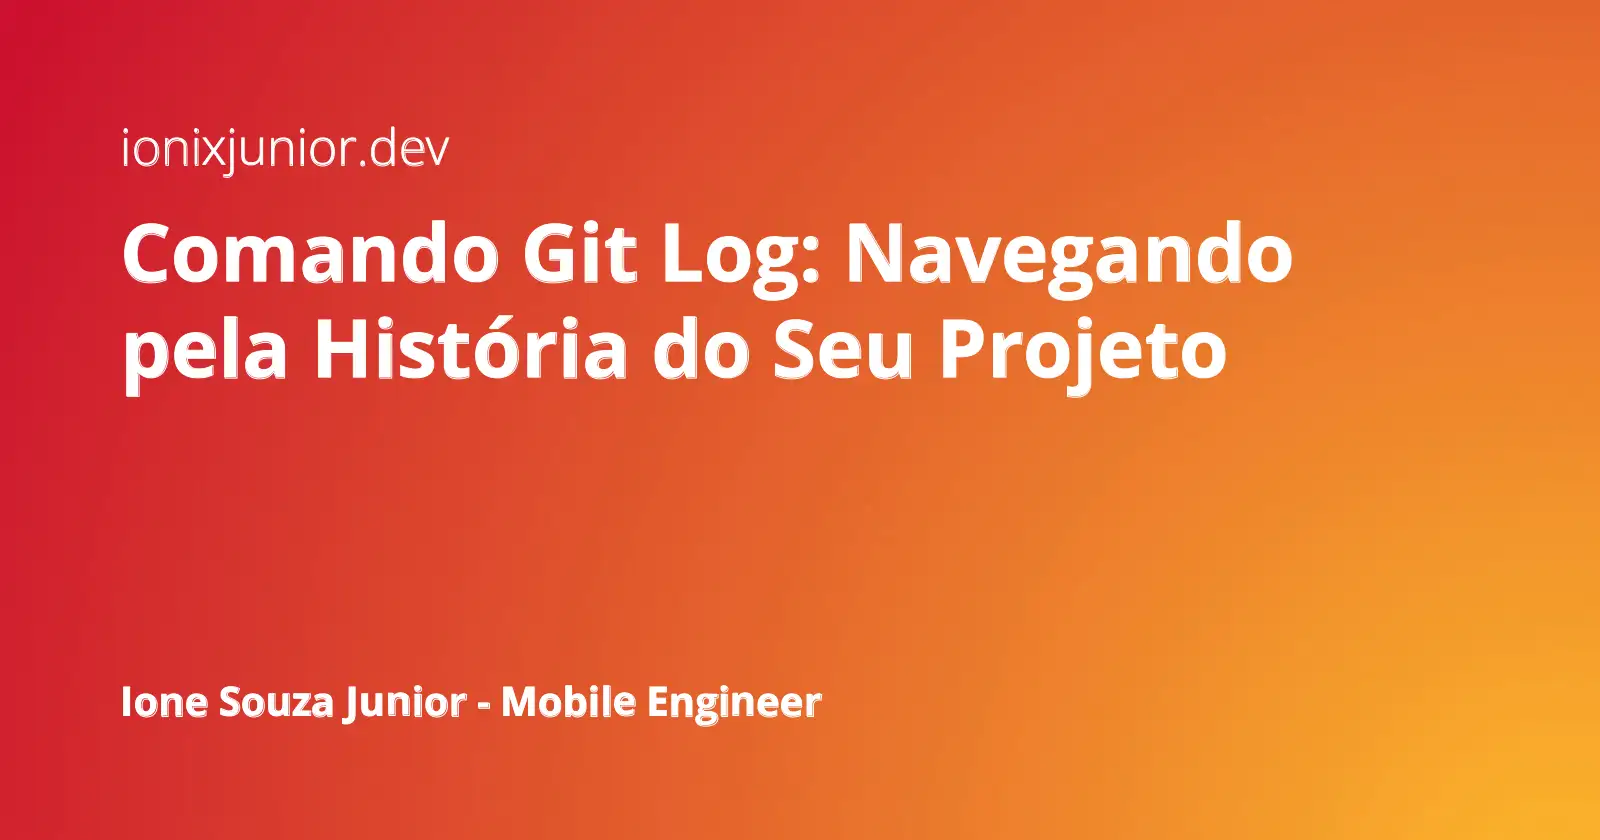 ionixjunior.dev
Comando Git Log: Navegando
pela História do Seu Projeto
Ione Souza Junior - Mobile Engineer